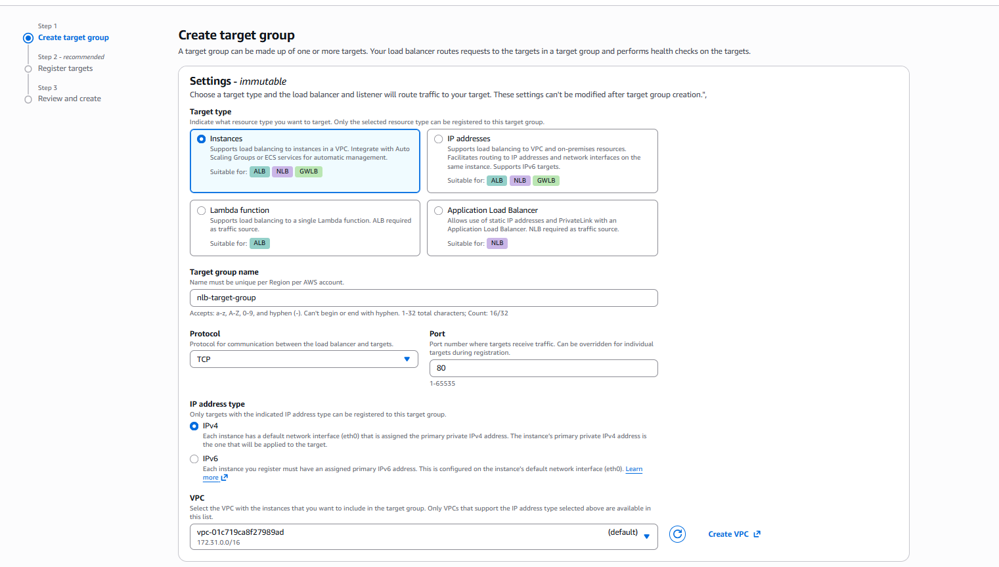 Step 1
Create target group
Step 2 - recommended
Register targets
Step 3
Review and create
Create target group
A target group can be made up of one or more targets. Your load balancer routes requests to the targets in a target group and performs health checks on the targets.
Settings - immutable
Choose a target type and the load balancer and listener will route traffic to your target. These settings can't be modified after target group creation.",
Target type
Indicate what resource type you want to target. Only the selected resource type can be registered to this target group.
Instances
Supports load balancing to instances in a VPC. Integrate with Auto
Scaling Groups or ECS services for automatic management.
Suitable for: ALB NLB GWLB
IP addresses
Supports load balancing to VPC and on-premises resources.
Facilitates routing to IP addresses and network interfaces on the
same instance. Supports IPv6 targets.
Suitable for: ALB NLB GWLB
Lambda function
Supports load balancing to a single Lambda function. ALB required
as traffic source.
Suitable for: ALB
Application Load Balancer
Allows use of static IP addresses and PrivateLink with an
Application Load Balancer. NLB required as traffic source.
Suitable for: NLB
Target group name
Name must be unique per Region per AWS account.
nlb-target-group
Accepts: a-z, A-Z, 0-9, and hyphen (-). Can't begin or end with hyphen. 1-32 total characters; Count: 16/32
Protocol
Protocol for communication between the load balancer and targets.
TCP
Port
Port number where targets receive traffic. Can be overridden for individual
targets during registration.
80
1-65535
IP address type
Only targets with the indicated IP address type can be registered to this target group.
IPv4
Each instance has a default network interface (eth0) that is assigned the primary private IPv4 address. The instance's primary private IPv4 address is
the one that will be applied to the target.
IPv6
Each instance you register must have an assigned primary IPv6 address. This is configured on the instance's default network interface (eth0). Learn
more
VPC
Select the VPC with the instances that you want to include in the target group. Only VPCs that support the IP address type selected above are available in
this list.
vpc-01c719ca8f27989ad (default)
172.31.0.0/16
Create VPC